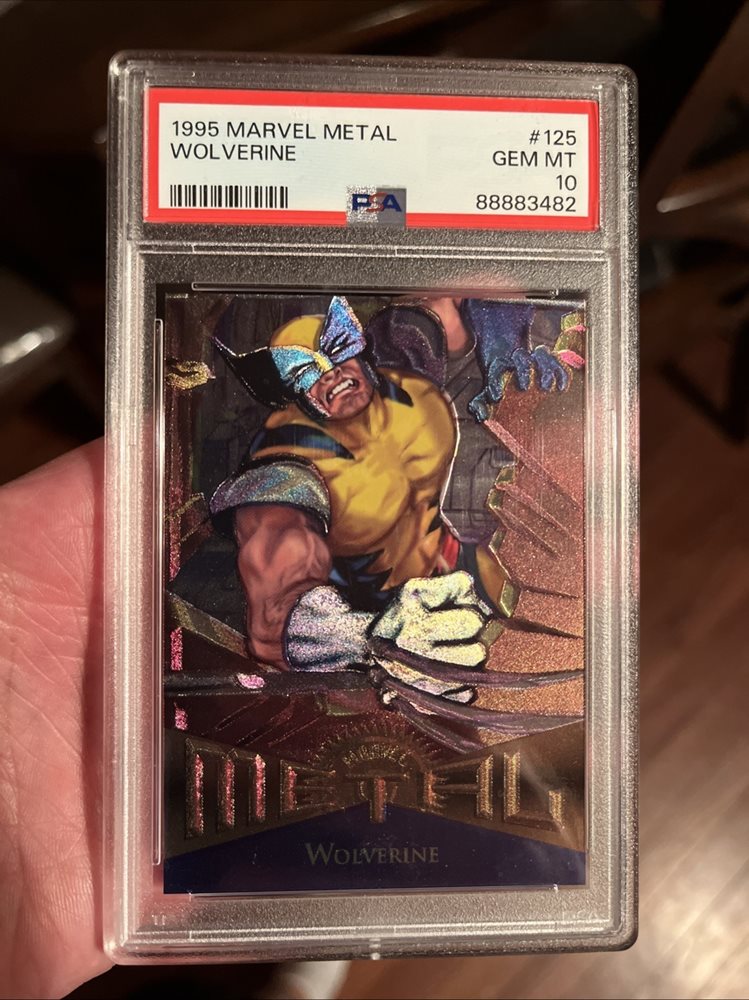 1995 MARVEL METAL #125
WOLVERINE GEM MT
10
PSA 88883482
MARVEL
METAL
WOLVERINE